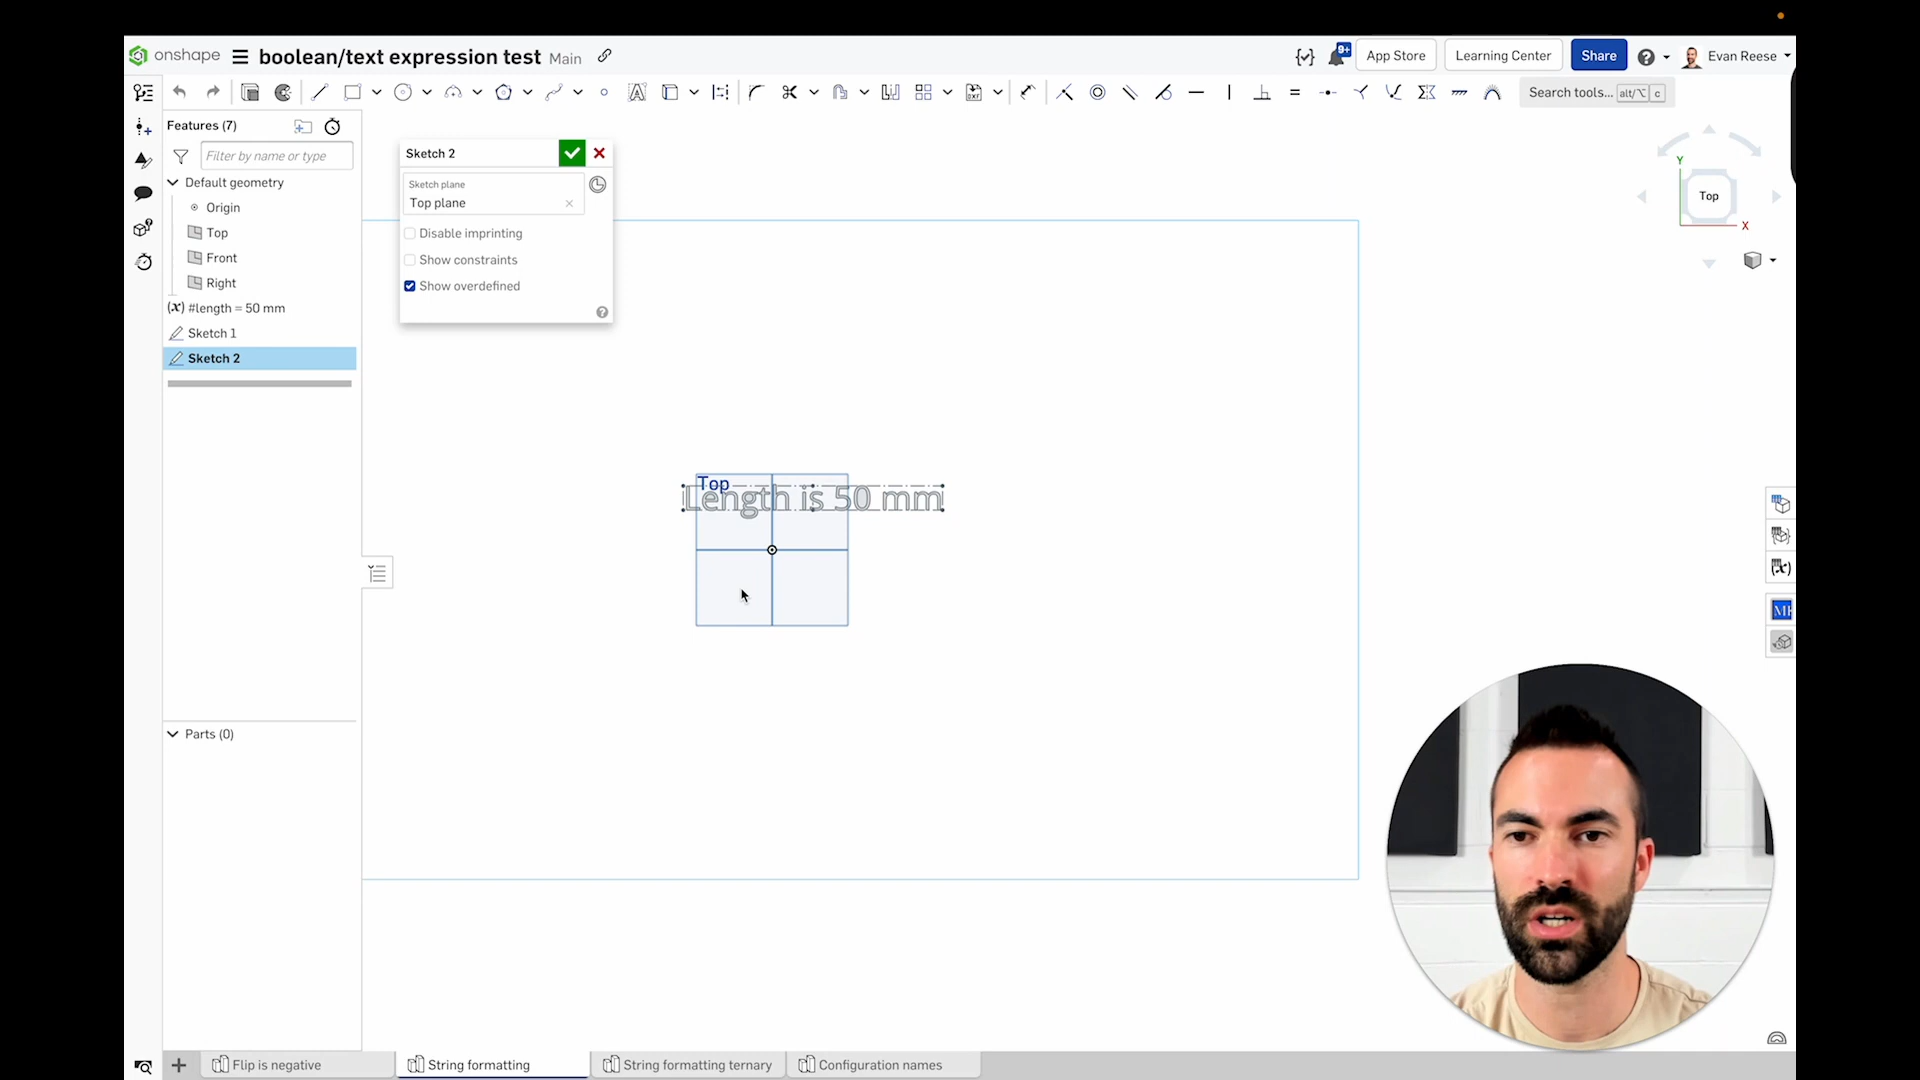 onshape boolean/text expression test Main
9+
App Store
Learning Center
Share
Evan Reese
Search tools... alt/⌥ c
Features (7)
Filter by name or type
Default geometry
Origin
Top
Front
Right
(x) #length = 50 mm
Sketch 1
Sketch 2
Parts (0)
Sketch 2
Sketch plane
Top plane
Disable imprinting
Show constraints
Show overdefined
Top
Length is 50 mm
Y
Top
X
Flip is negative
String formatting
String formatting ternary
Configuration names